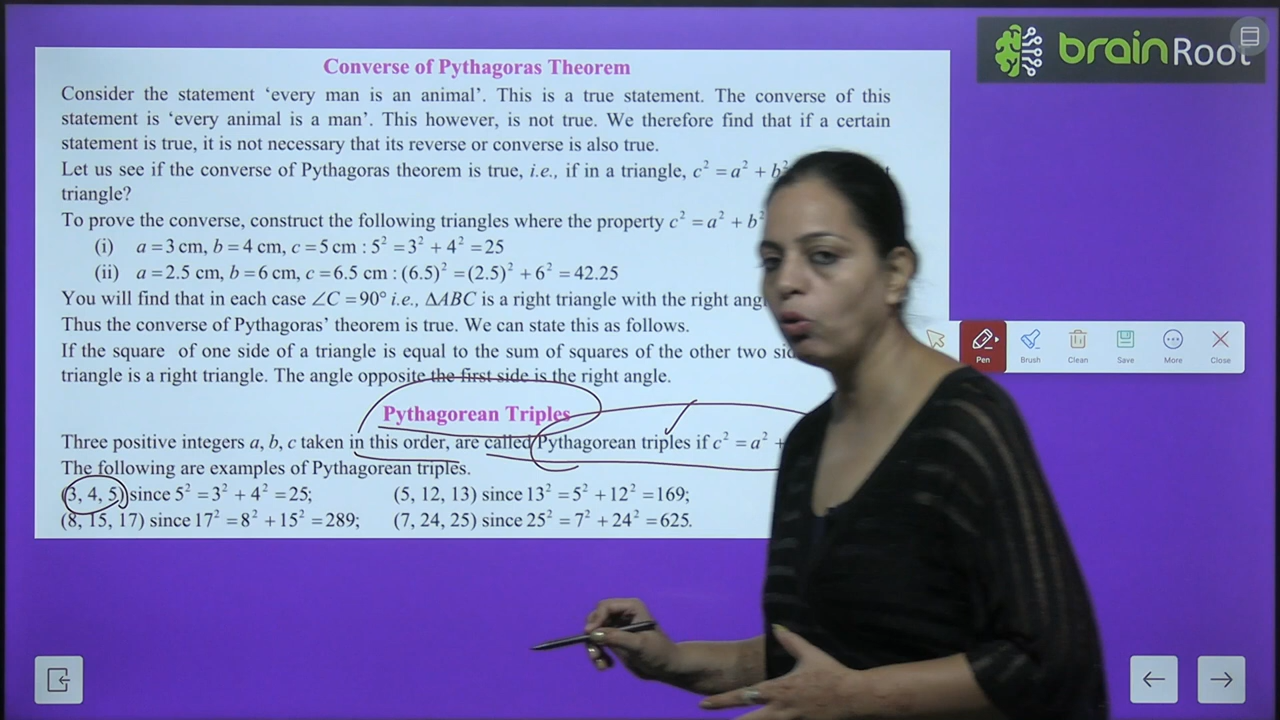 brainRoot
Converse of Pythagoras Theorem
Consider the statement ‘every man is an animal’. This is a true statement. The converse of this
statement is ‘every animal is a man’. This however, is not true. We therefore find that if a certain
statement is true, it is not necessary that its reverse or converse is also true.
Let us see if the converse of Pythagoras theorem is true, i.e., if in a triangle, c² = a² + b²
triangle?
To prove the converse, construct the following triangles where the property c² = a² + b²
(i) a = 3 cm, b = 4 cm, c = 5 cm : 5² = 3² + 4² = 25
(ii) a = 2.5 cm, b = 6 cm, c = 6.5 cm : (6.5)² = (2.5)² + 6² = 42.25
You will find that in each case ∠C = 90° i.e., ΔABC is a right triangle with the right
Thus the converse of Pythagoras’ theorem is true. We can state this as follows.
If the square of one side of a triangle is equal to the sum of squares of the other two
triangle is a right triangle. The angle opposite the first side is the right angle.
Pen Brush Clean Save More Close
Pythagorean Triples
Three positive integers a, b, c taken in this order, are called Pythagorean triples if c² = a² +
The following are examples of Pythagorean triples.
(3, 4, 5) since 5² = 3² + 4² = 25; (5, 12, 13) since 13² = 5² + 12² = 169;
(8, 15, 17) since 17² = 8² + 15² = 289; (7, 24, 25) since 25² = 7² + 24² = 625.